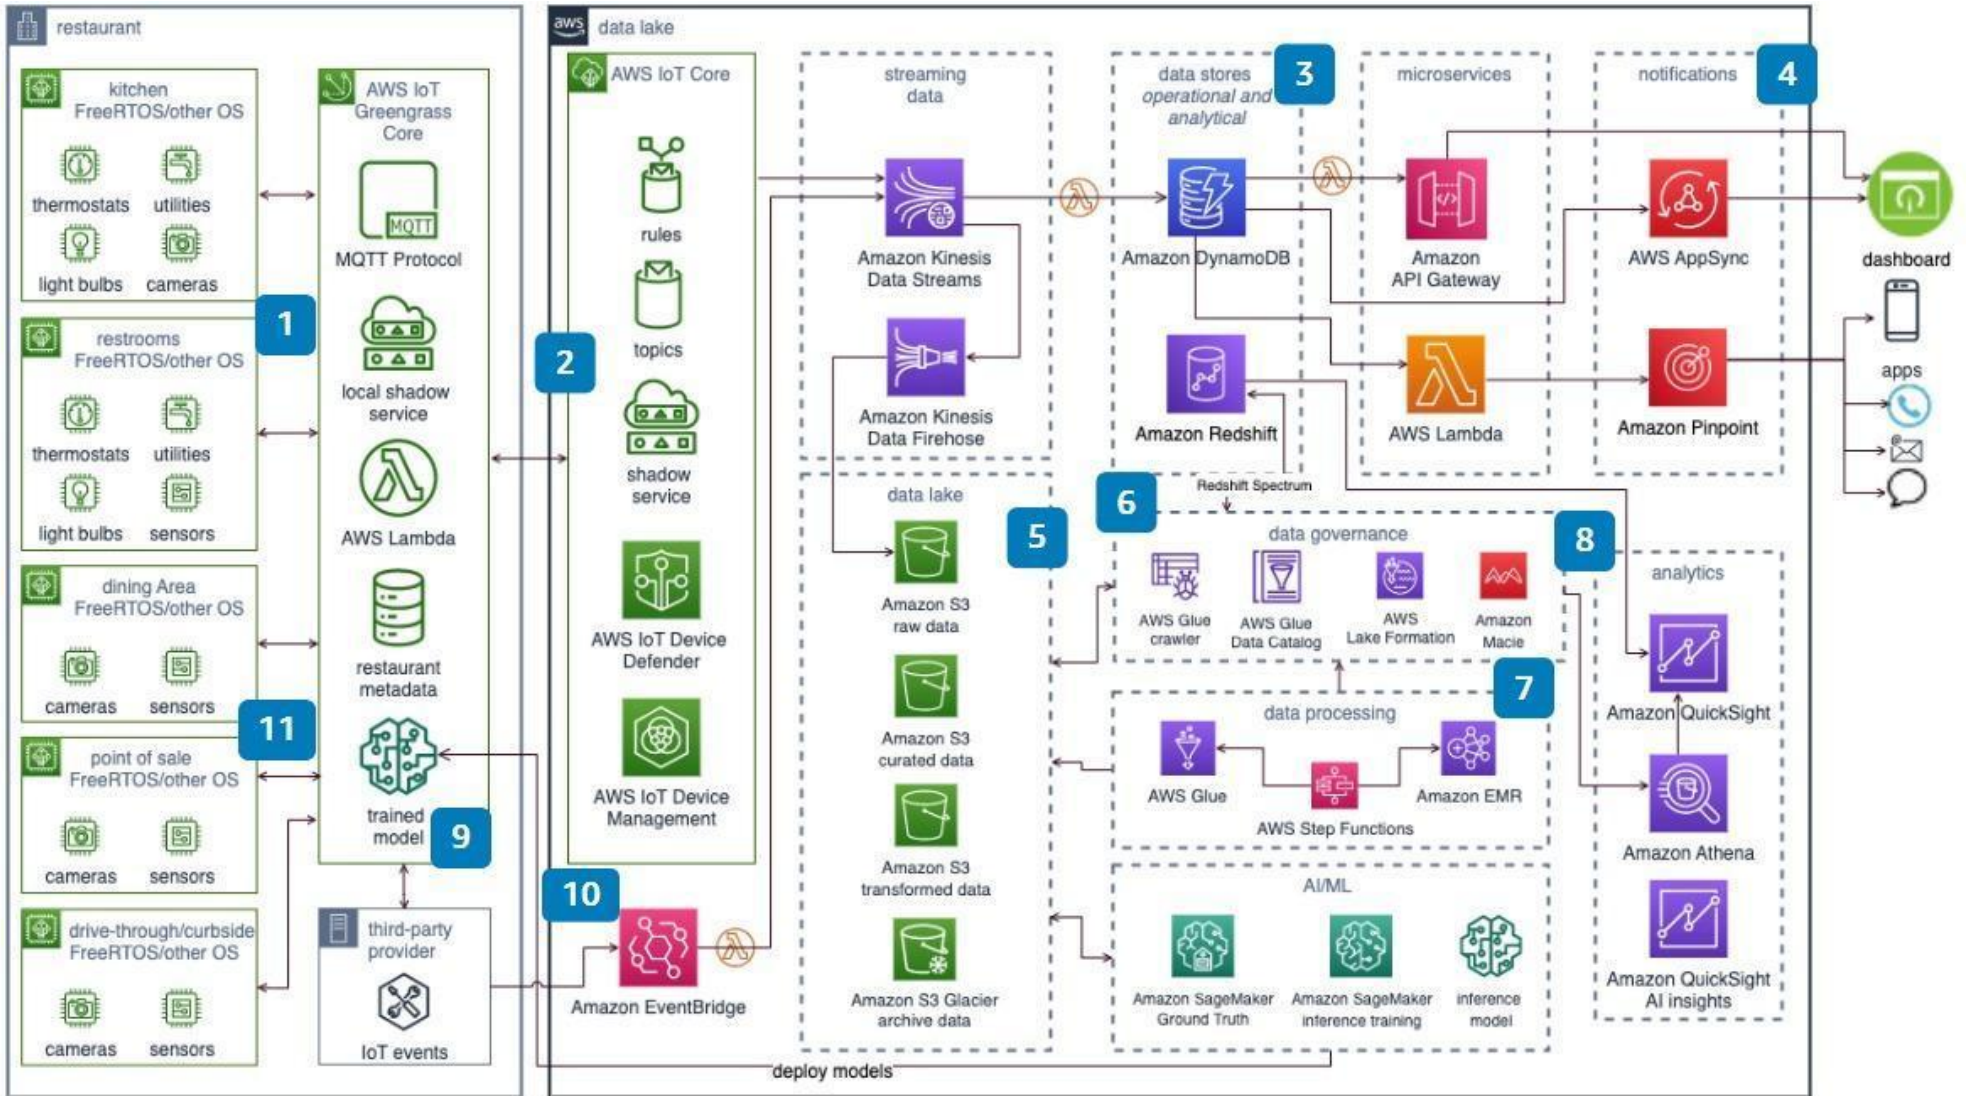 restaurant
kitchen
FreeRTOS/other OS
thermostats
utilities
light bulbs
cameras
1
restrooms
FreeRTOS/other OS
thermostats
utilities
light bulbs
sensors
dining Area
FreeRTOS/other OS
cameras
sensors
11
point of sale
FreeRTOS/other OS
cameras
sensors
drive-through/curbside
FreeRTOS/other OS
cameras
sensors
AWS IoT
Greengrass
Core
MQTT
MQTT Protocol
local shadow
service
AWS Lambda
restaurant
metadata
trained
model
9
third-party
provider
IoT events
aws
data lake
AWS IoT Core
rules
topics
2
shadow
service
AWS IoT Device
Defender
AWS IoT Device
Management
10
Amazon EventBridge
streaming
data
Amazon Kinesis
Data Streams
Amazon Kinesis
Data Firehose
data lake
5
Amazon S3
raw data
Amazon S3
curated data
Amazon S3
transformed data
Amazon S3 Glacier
archive data
data stores
operational and
analytical
3
Amazon DynamoDB
Amazon Redshift
Redshift Spectrum
microservices
Amazon
API Gateway
AWS Lambda
notifications
4
AWS AppSync
Amazon Pinpoint
dashboard
apps
6
data governance
AWS Glue
crawler
AWS Glue
Data Catalog
AWS
Lake Formation
Amazon
Macie
7
data processing
AWS Glue
AWS Step Functions
Amazon EMR
AI/ML
Amazon SageMaker
Ground Truth
Amazon SageMaker
inference training
inference
model
8
analytics
Amazon QuickSight
Amazon Athena
Amazon QuickSight
AI insights
deploy models